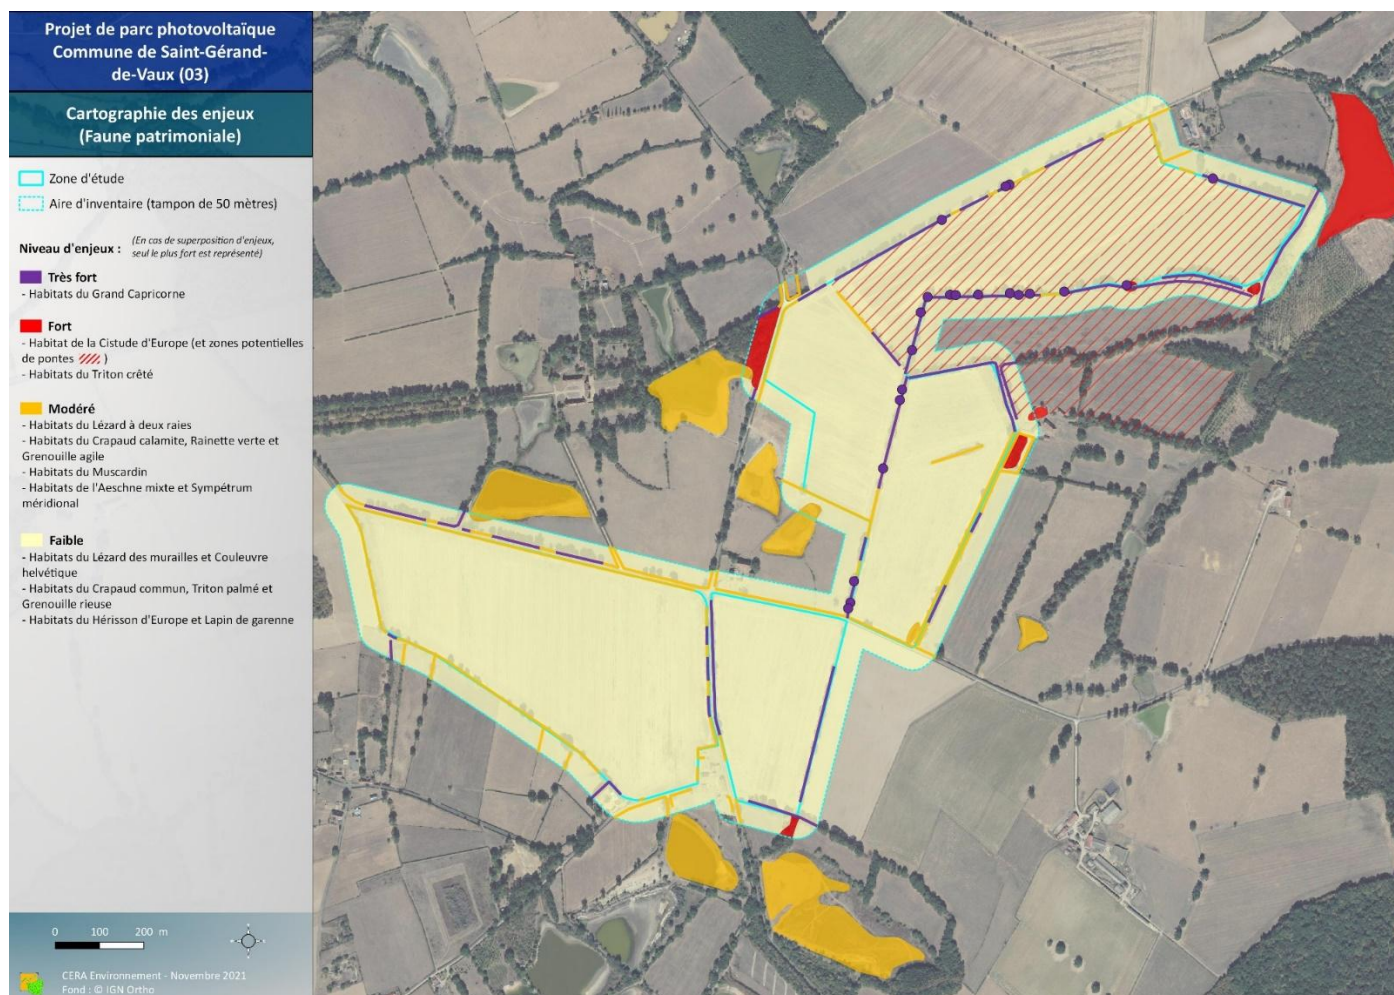 Projet de parc photovoltaïque
Commune de Saint-Gérand-
de-Vaux (03)
Cartographie des enjeux
(Faune patrimoniale)
Zone d'étude
Aire d'inventaire (tampon de 50 mètres)
Niveau d'enjeux : (En cas de superposition d'enjeu,
seul le plus fort est représenté)
Très fort
- Habitats du Grand Capricorne
Fort
- Habitat de la Cistude d'Europe (et zones potentielles
de pontes )
- Habitats du Triton crêté
Modéré
- Habitats du Lézard à deux raies
- Habitats du Crapaud calamite, Rainette verte et
Grenouille agile
- Habitats du Muscardin
- Habitats de l'Aeschne mixte et Sympétrum
méridional
Faible
- Habitats du Lézard des murailles et Couleuvre
helvétique
- Habitats du Crapaud commun, Triton palmé et
Grenouille rieuse
- Habitats du Hérisson d'Europe et Lapin de garenne
0 100 200 m
CERA Environnement - Novembre 2021
Fond : © IGN Ortho